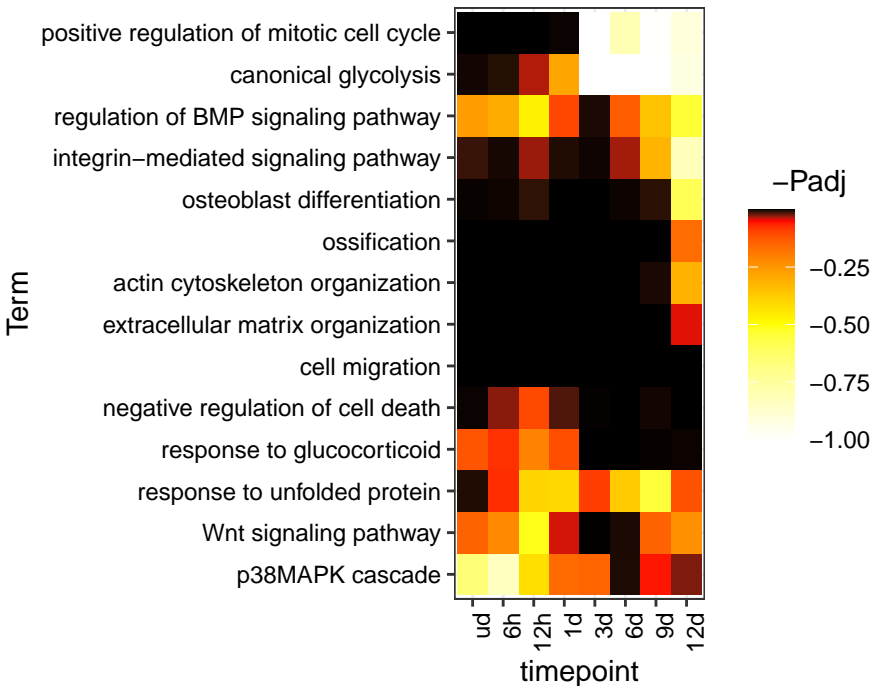 positive regulation of mitotic cell cycle
canonical glycolysis
regulation of BMP signaling pathway
integrin−mediated signaling pathway
osteoblast differentiation
ossification
actin cytoskeleton organization
extracellular matrix organization
cell migration
negative regulation of cell death
response to glucocorticoid
response to unfolded protein
Wnt signaling pathway
p38MAPK cascade
Term
ud
6h
12h
1d
3d
6d
9d
12d
timepoint
−Padj
−0.25
−0.50
−0.75
−1.00